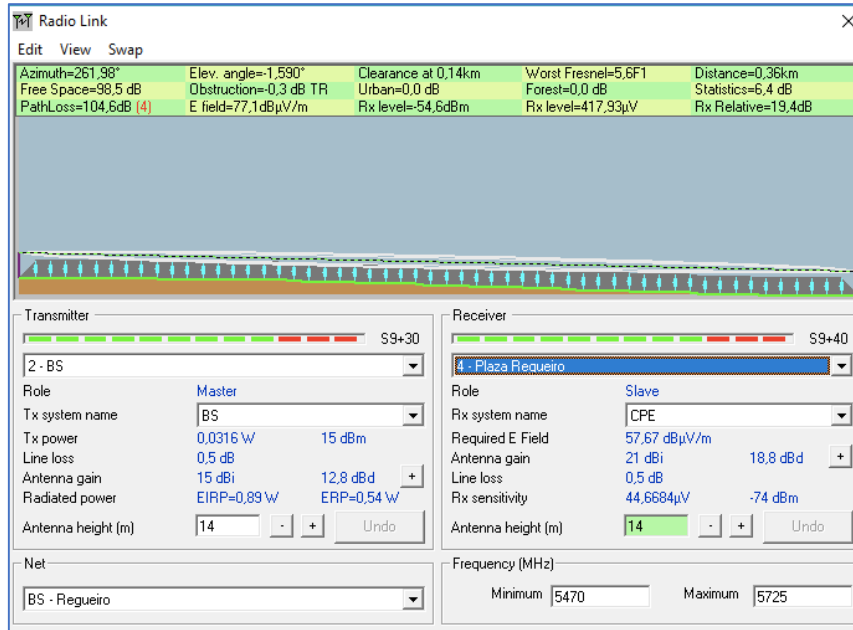 Radio Link
Edit View Swap
Azimuth=261,98° Elev. angle=-1,590° Clearance at 0,14km Worst Fresnel=5,6F1 Distance=0,36km
Free Space=98,5 dB Obstruction=-0,3 dB TR Urban=0,0 dB Forest=0,0 dB Statistics=6,4 dB
PathLoss=104,6dB (4) E field=77,1dBµV/m Rx level=-54,6dBm Rx level=417,93µV Rx Relative=19,4dB
Transmitter
S9+30
2 - BS
Role Master
Tx system name BS
Tx power 0,0316 W 15 dBm
Line loss 0,5 dB
Antenna gain 15 dBi 12,8 dBd +
Radiated power EIRP=0,89 W ERP=0,54 W
Antenna height (m) 14 - + Undo
Receiver
S9+40
4 - Plaza Regueiro
Role Slave
Rx system name CPE
Required E Field 57,67 dBµV/m
Antenna gain 21 dBi 18,8 dBd +
Line loss 0,5 dB
Rx sensitivity 44,6684µV -74 dBm
Antenna height (m) 14 - + Undo
Net
BS - Regueiro
Frequency (MHz)
Minimum 5470 Maximum 5725